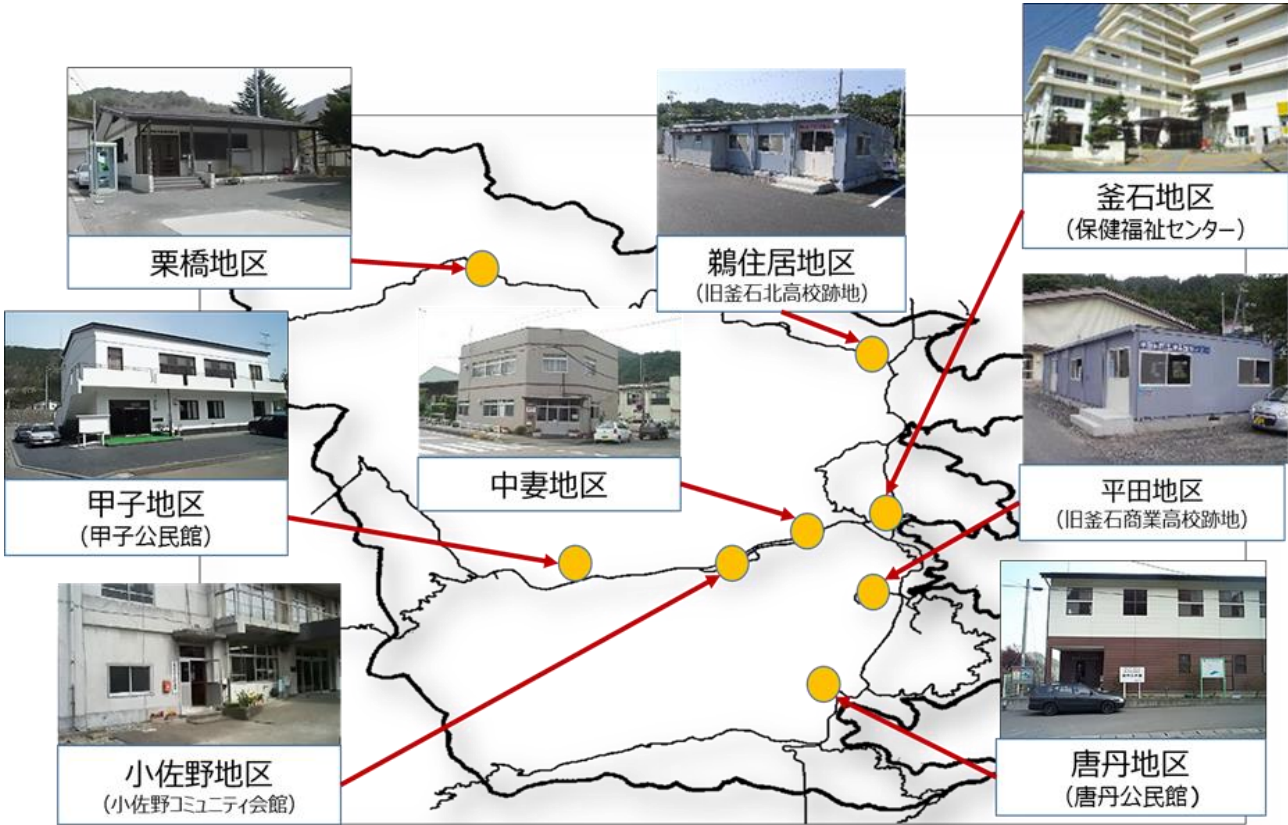 栗橋地区
鵜住居地区
(旧釜石北高校跡地)
釜石地区
(保健福祉センター)
甲子地区
(甲子公民館)
中妻地区
平田地区
(旧釜石商業高校跡地)
小佐野地区
(小佐野コミュニティ会館)
唐丹地区
(唐丹公民館)